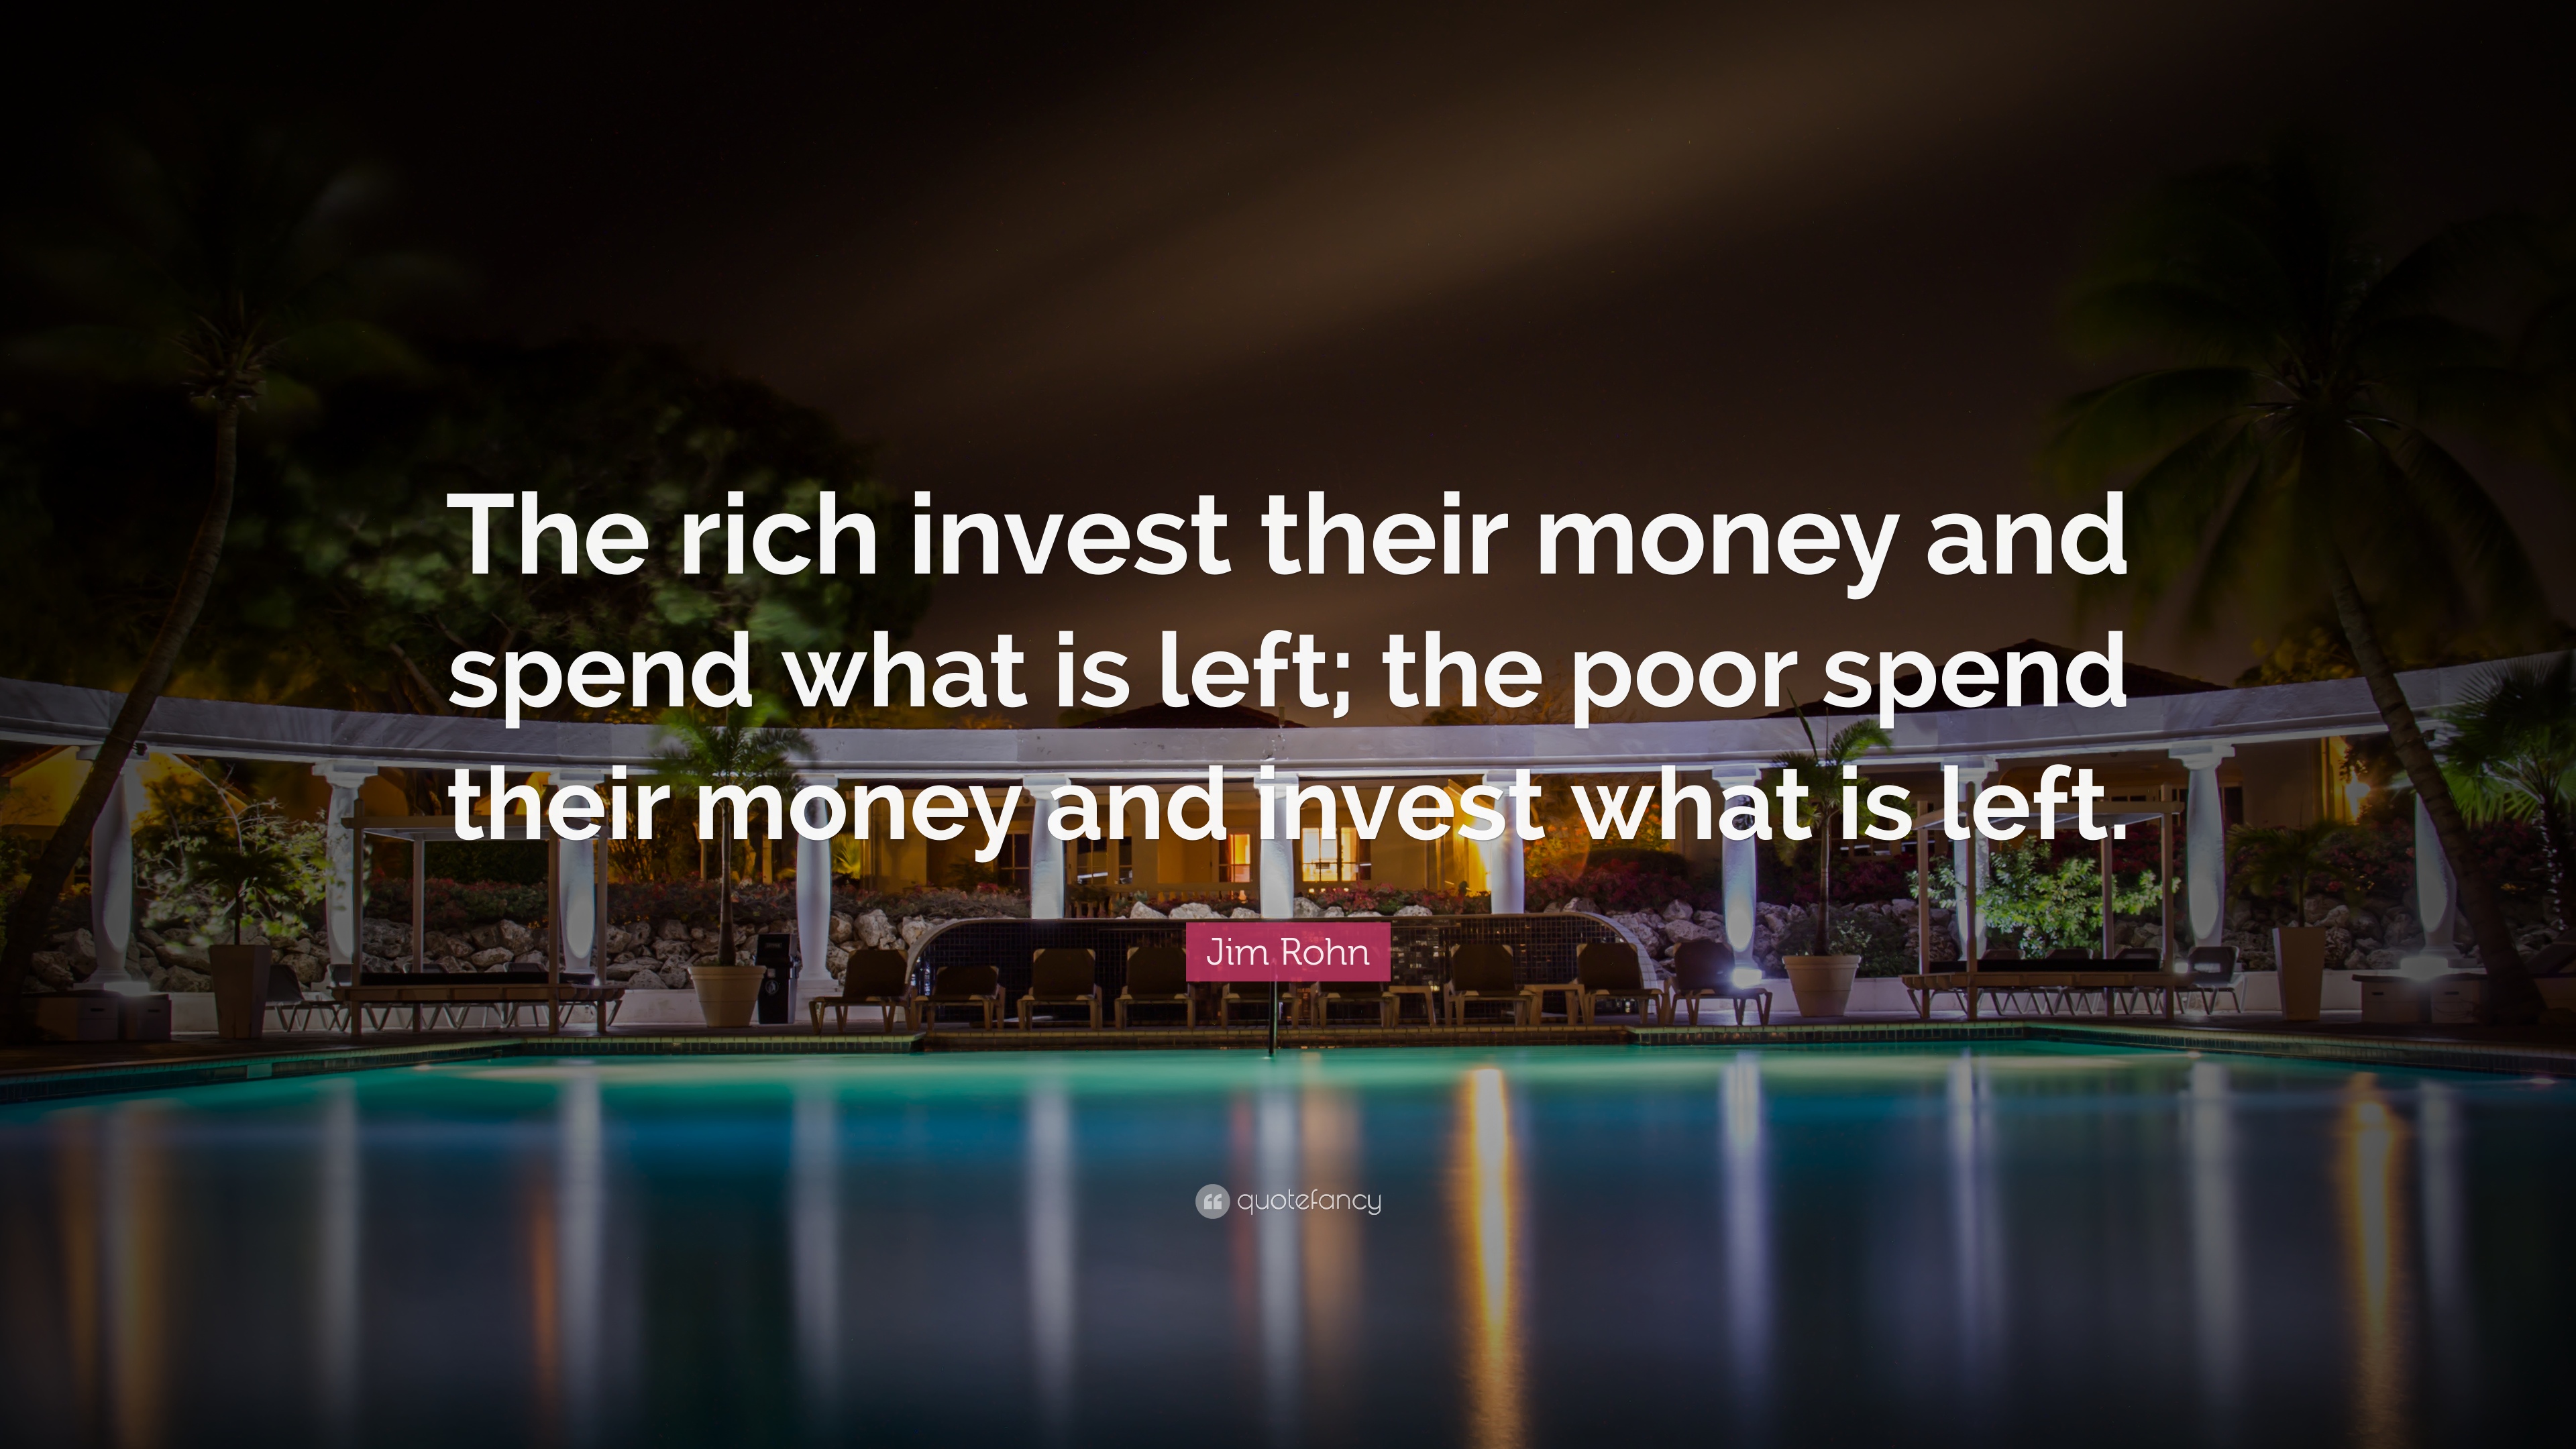 The rich invest their money and
spend what is left; the poor spend
their money and invest what is left.
Jim Rohn
quotefancy